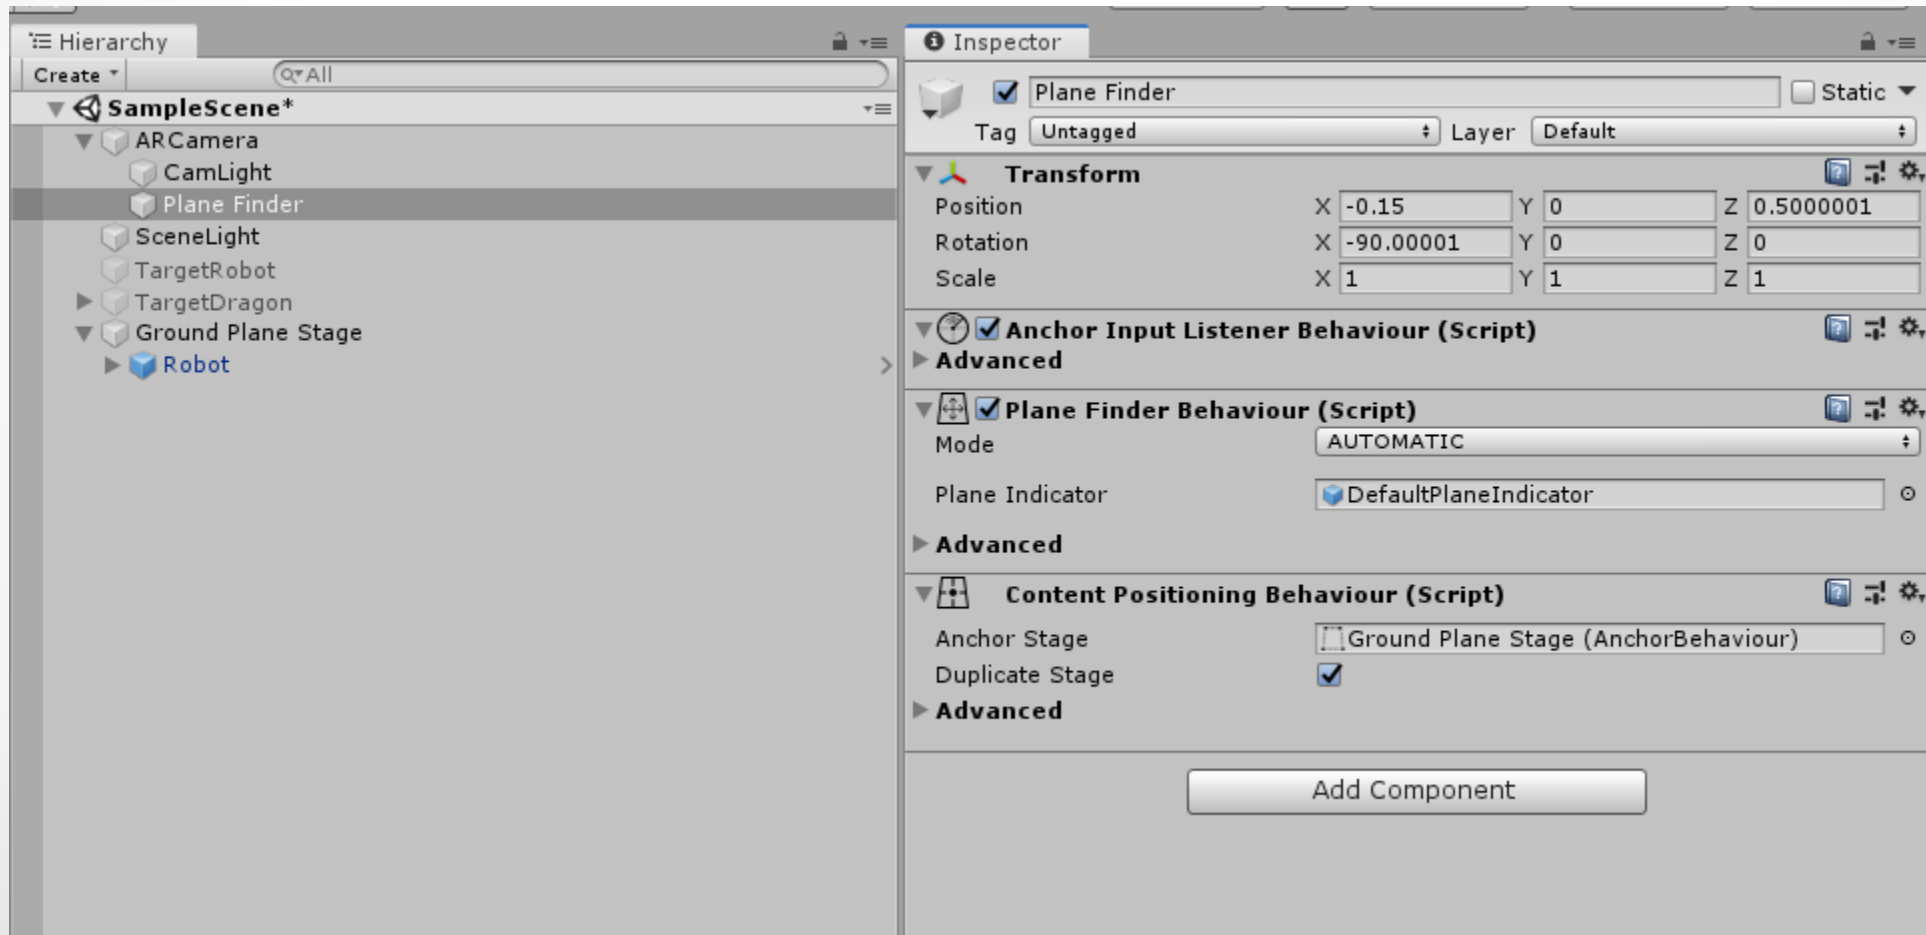 Hierarchy
Create
All
SampleScene*
ARCamera
CamLight
Plane Finder
SceneLight
TargetRobot
TargetDragon
Ground Plane Stage
Robot
Inspector
Plane Finder
Static
Tag Untagged Layer Default
Transform
Position X -0.15 Y 0 Z 0.5000001
Rotation X -90.00001 Y 0 Z 0
Scale X 1 Y 1 Z 1
Anchor Input Listener Behaviour (Script)
Advanced
Plane Finder Behaviour (Script)
Mode AUTOMATIC
Plane Indicator DefaultPlaneIndicator
Advanced
Content Positioning Behaviour (Script)
Anchor Stage Ground Plane Stage (AnchorBehaviour)
Duplicate Stage
Advanced
Add Component